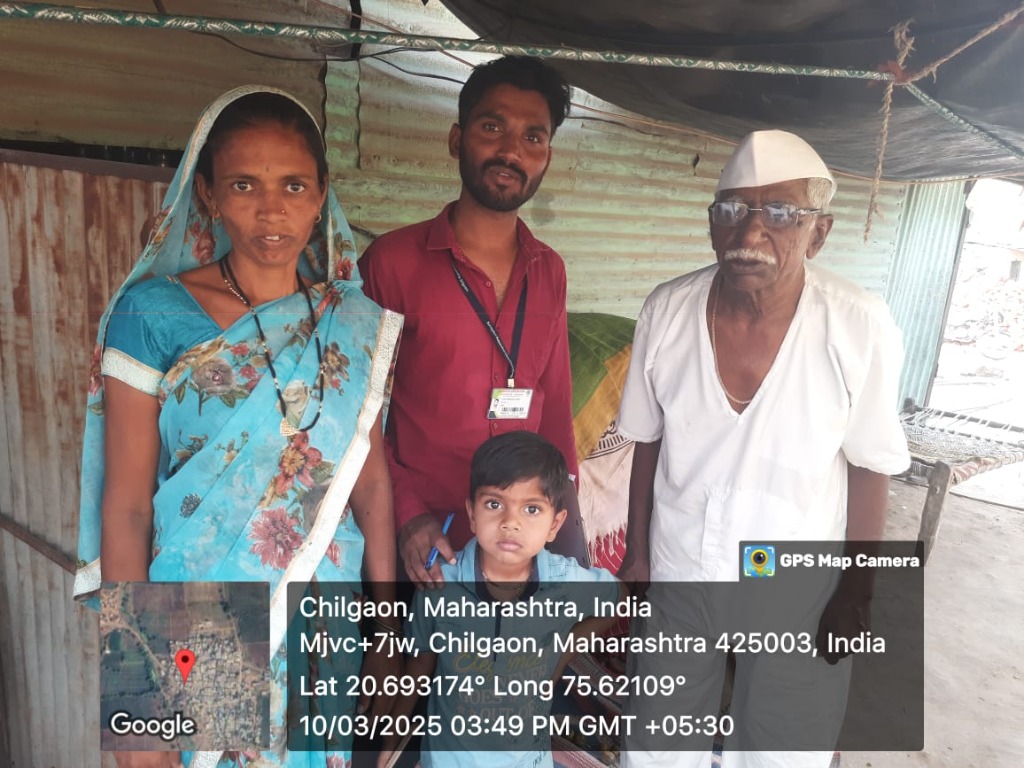 GPS Map Camera
Chilgaon, Maharashtra, India
Mjvc+7jw, Chilgaon, Maharashtra 425003, India
Lat 20.693174° Long 75.62109°
10/03/2025 03:49 PM GMT +05:30
Google